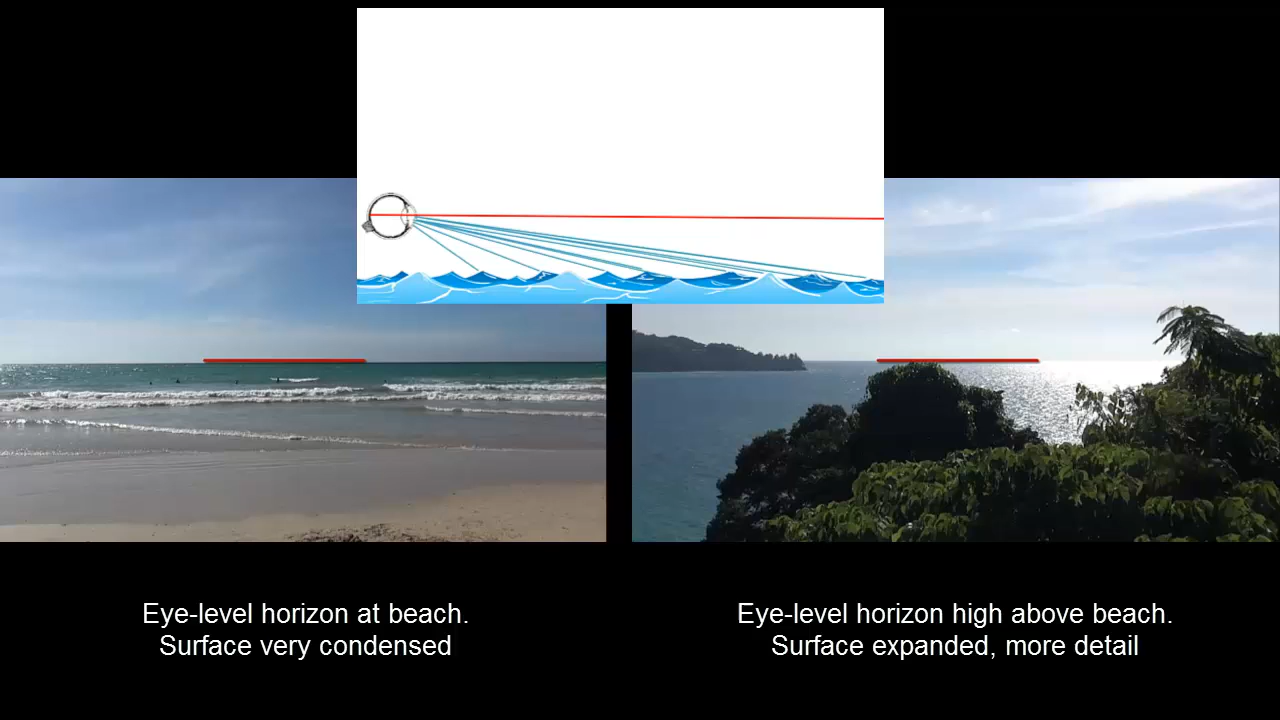 Eye-level horizon at beach.
Surface very condensed
Eye-level horizon high above beach.
Surface expanded, more detail